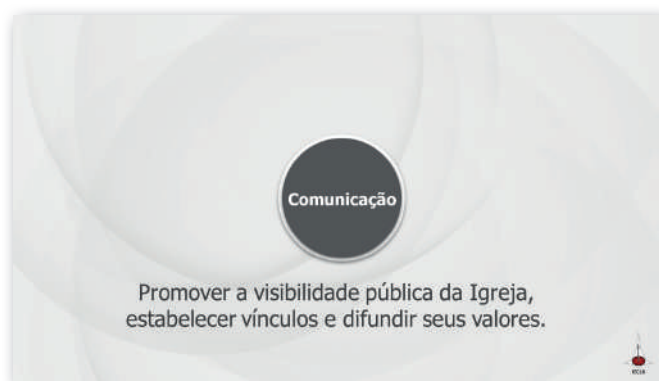 Comunicação
Promover a visibilidade pública da Igreja,
estabelecer vínculos e difundir seus valores.